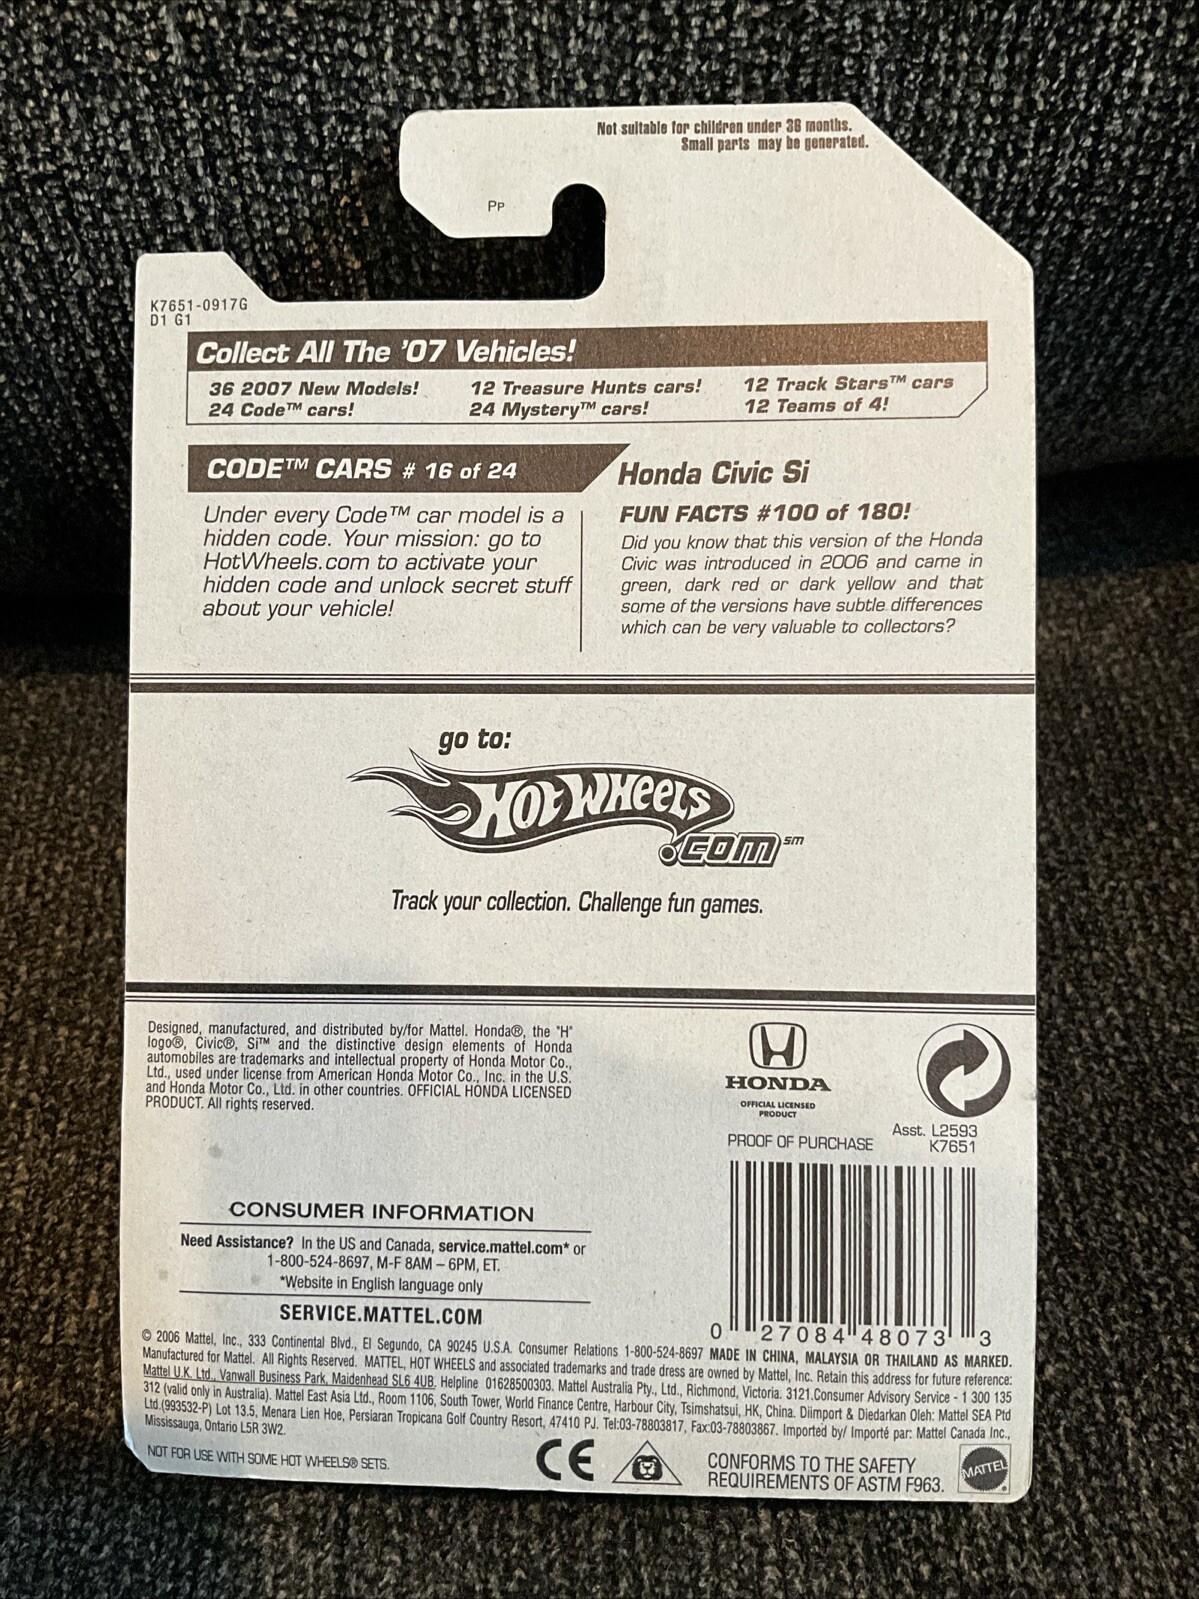 Not suitable for children under 36 months.
Small parts may be generated.
PP
K7651-0917G
D1 G1
Collect All The '07 Vehicles!
36 2007 New Models! 12 Treasure Hunts cars! 12 Track Stars™ cars
24 Code™ cars! 24 Mystery™ cars! 12 Teams of 4!
CODE™ CARS # 16 of 24
Under every Code™ car model is a
hidden code. Your mission: go to
HotWheels.com to activate your
hidden code and unlock secret stuff
about your vehicle!
Honda Civic Si
FUN FACTS #100 of 180!
Did you know that this version of the Honda
Civic was introduced in 2006 and came in
green, dark red or dark yellow and that
some of the versions have subtle differences
which can be very valuable to collectors?
go to:
Hot Wheels
.com℠
Track your collection. Challenge fun games.
Designed, manufactured, and distributed by/for Mattel. Honda®, the "H"
logo®, Civic®, Si™ and the distinctive design elements of Honda
automobiles are trademarks and intellectual property of Honda Motor Co.,
Ltd., used under license from American Honda Motor Co., Inc. in the U.S.
and Honda Motor Co., Ltd. in other countries. OFFICIAL HONDA LICENSED
PRODUCT. All rights reserved.
HONDA
OFFICIAL LICENSED
PRODUCT
Asst. L2593
PROOF OF PURCHASE K7651
CONSUMER INFORMATION
Need Assistance? In the US and Canada, service.mattel.com* or
1-800-524-8697, M-F 8AM – 6PM, ET.
*Website in English language only
SERVICE.MATTEL.COM
0 27084 48073 3
© 2006 Mattel, Inc., 333 Continental Blvd., El Segundo, CA 90245 U.S.A. Consumer Relations 1-800-524-8697 MADE IN CHINA, MALAYSIA OR THAILAND AS MARKED.
Manufactured for Mattel. All Rights Reserved. MATTEL, HOT WHEELS and associated trademarks and trade dress are owned by Mattel, Inc. Retain this address for future reference:
Mattel U.K. Ltd., Vanwall Business Park, Maidenhead SL6 4UB. Helpline 01628500303. Mattel Australia Pty., Ltd., Richmond, Victoria. 3121.Consumer Advisory Service - 1 300 135
312 (valid only in Australia). Mattel East Asia Ltd., Room 1106, South Tower, World Finance Centre, Harbour City, Tsimshatsui, HK, China. Diimport & Diedarkan Oleh: Mattel SEA Ptd
Ltd.(993532-P) Lot 13.5, Menara Lien Hoe, Persiaran Tropicana Golf Country Resort, 47410 PJ. Tel:03-78803817, Fax:03-78803867. Imported by/ Importé par: Mattel Canada Inc.,
Mississauga, Ontario L5R 3W2.
NOT FOR USE WITH SOME HOT WHEELS® SETS.
CE
CONFORMS TO THE SAFETY
REQUIREMENTS OF ASTM F963.
MATTEL